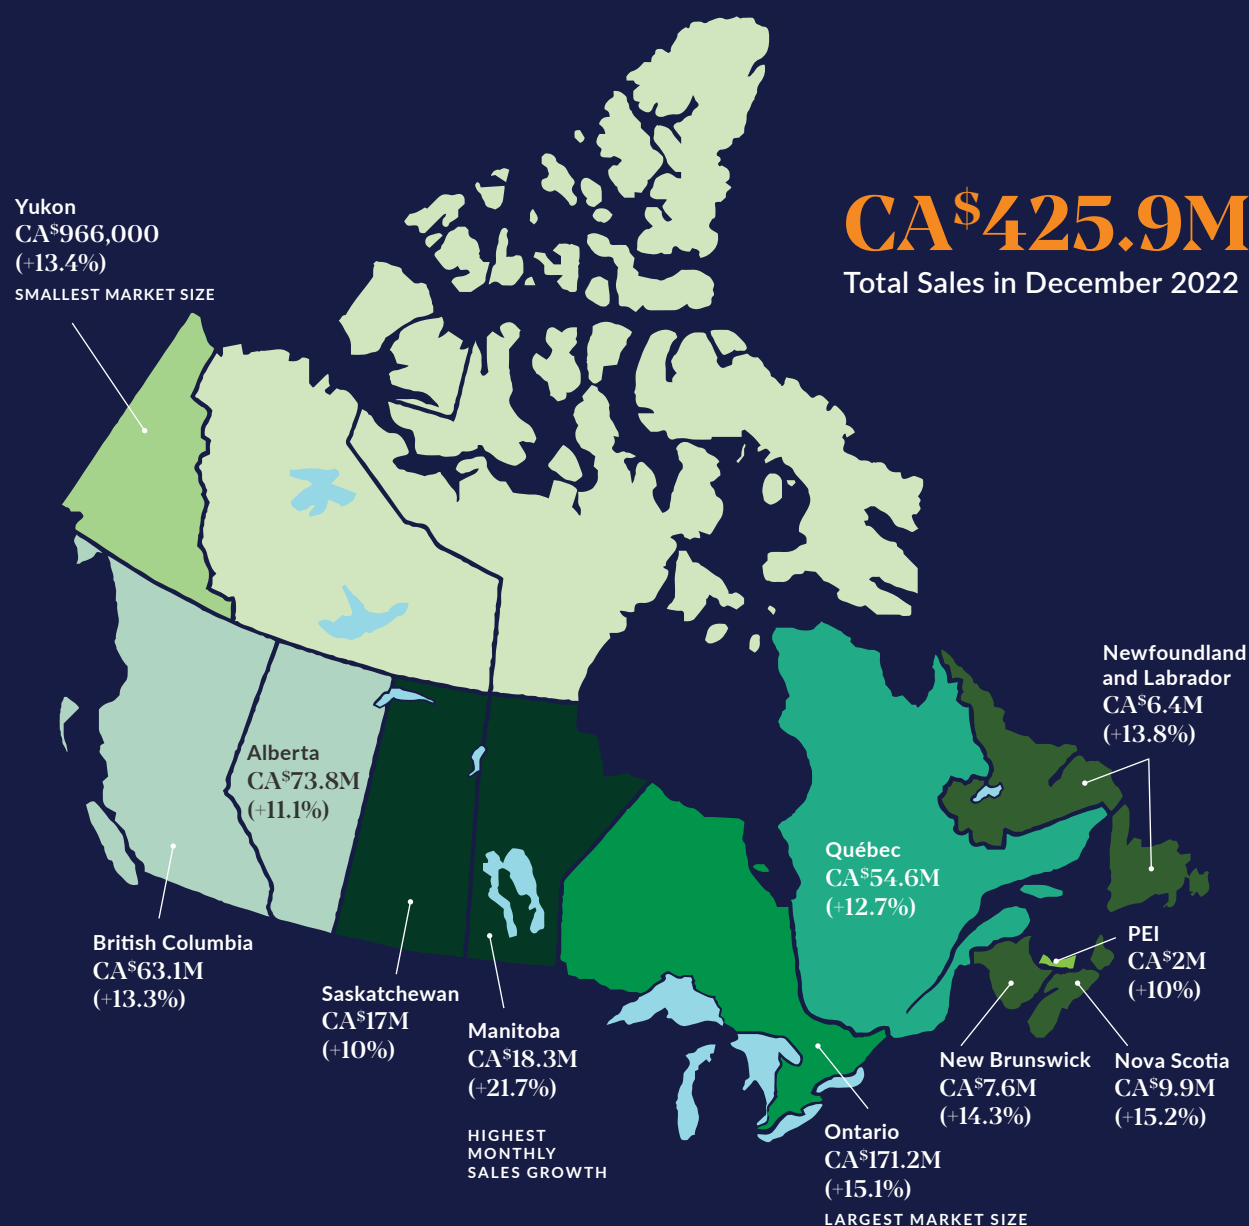 Yukon
CA$966,000
(+13.4%)
SMALLEST MARKET SIZE
CA$425.9M
Total Sales in December 2022
Newfoundland
and Labrador
CA$6.4M
(+13.8%)
Alberta
CA$73.8M
(+11.1%)
Québec
CA$54.6M
(+12.7%)
British Columbia
CA$63.1M
(+13.3%)
PEI
CA$2M
(+10%)
Saskatchewan
CA$17M
(+10%)
Manitoba
CA$18.3M
(+21.7%)
HIGHEST
MONTHLY
SALES GROWTH
New Brunswick
CA$7.6M
(+14.3%)
Nova Scotia
CA$9.9M
(+15.2%)
Ontario
CA$171.2M
(+15.1%)
LARGEST MARKET SIZE